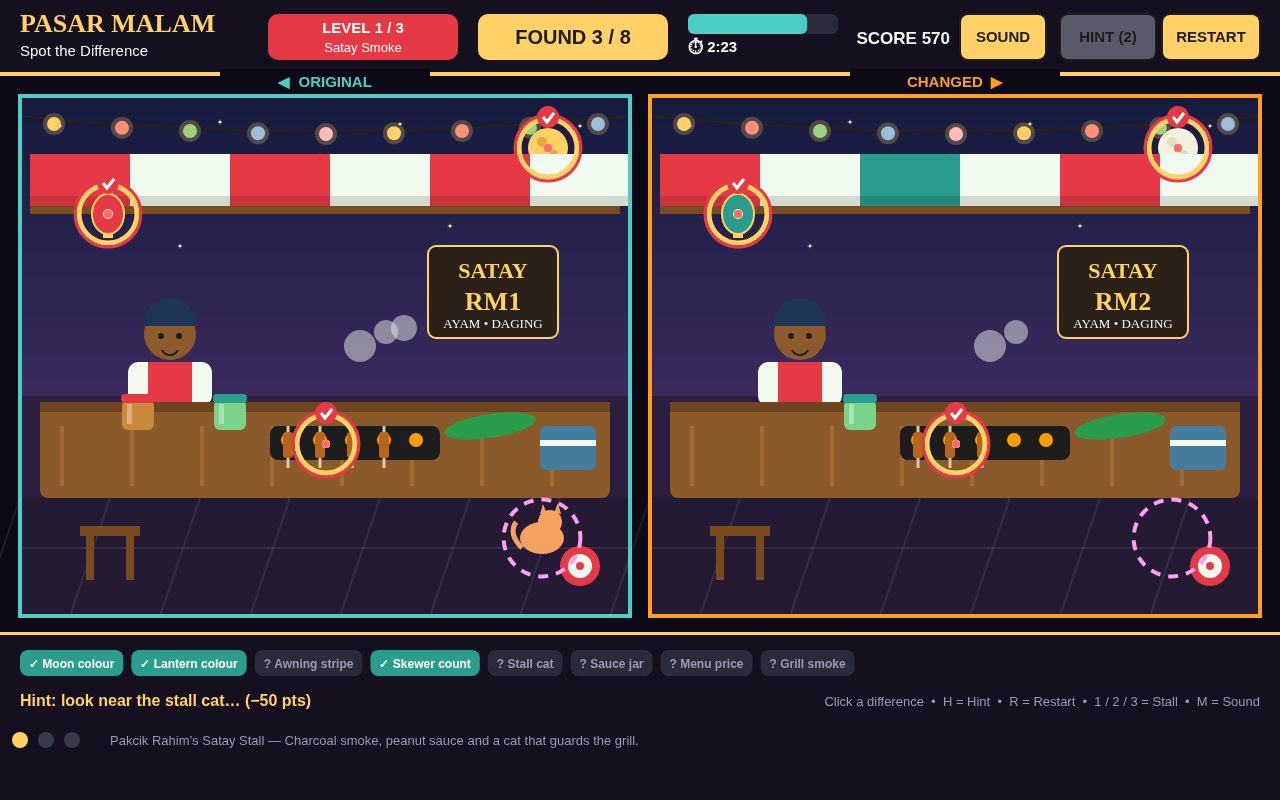 PASAR MALAM
Spot the Difference
LEVEL 1 / 3
Satay Smoke
FOUND 3 / 8
⏱ 2:23
SCORE 570
SOUND
HINT (2)
RESTART
◀ ORIGINAL
CHANGED ▶
SATAY
RM1
AYAM • DAGING
SATAY
RM2
AYAM • DAGING
✓ Moon colour
✓ Lantern colour
? Awning stripe
✓ Skewer count
? Stall cat
? Sauce jar
? Menu price
? Grill smoke
Hint: look near the stall cat… (−50 pts)
Click a difference • H = Hint • R = Restart • 1 / 2 / 3 = Stall • M = Sound
Pakcik Rahim's Satay Stall — Charcoal smoke, peanut sauce and a cat that guards the grill.